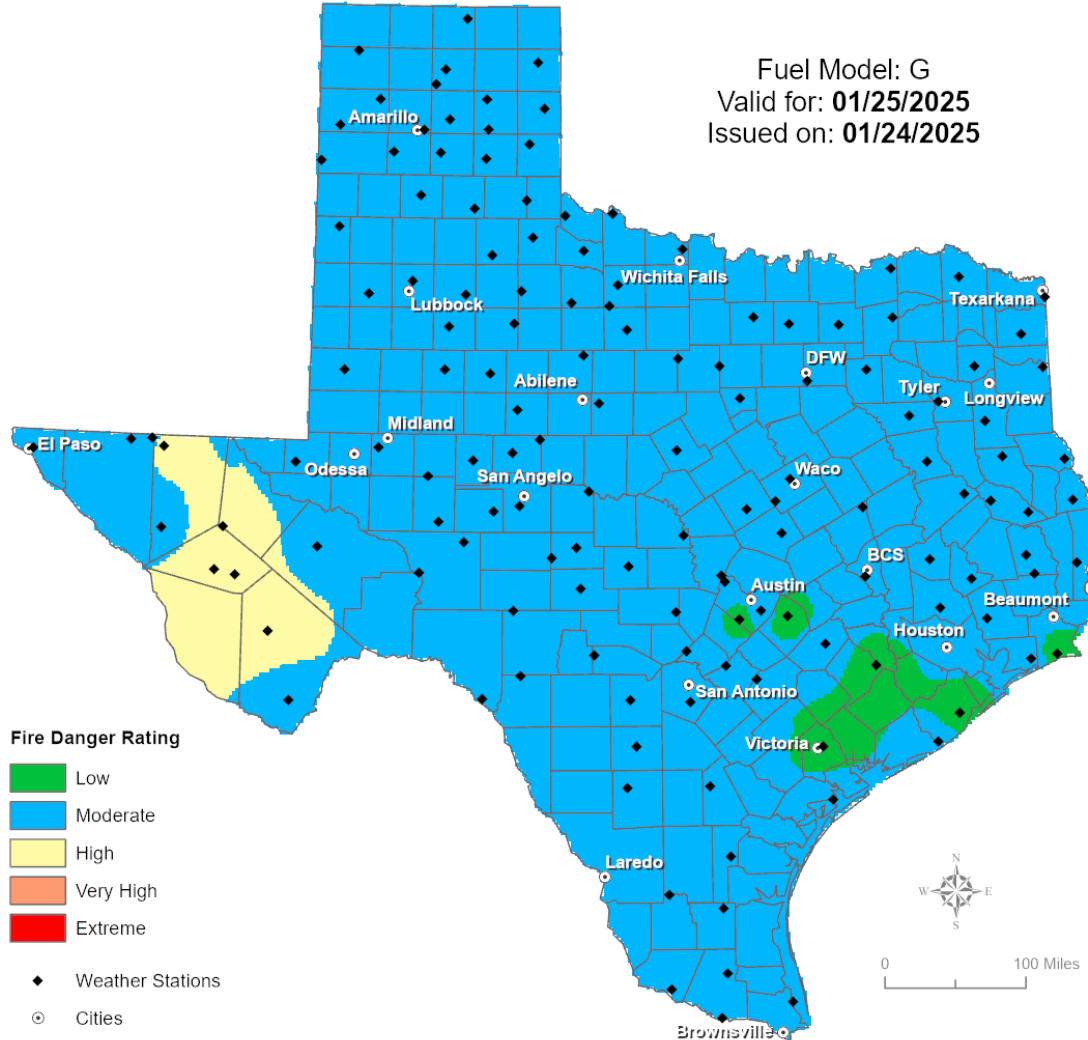 Fuel Model: G
Valid for: 01/25/2025
Issued on: 01/24/2025
Amarillo
Wichita Falls
Lubbock
Texarkana
DFW
Abilene
Tyler
Longview
Midland
El Paso
Odessa
San Angelo
Waco
BCS
Austin
Beaumont
Houston
San Antonio
Victoria
Laredo
Brownsville
Fire Danger Rating
Low
Moderate
High
Very High
Extreme
Weather Stations
Cities
N
W E
S
0 100 Miles